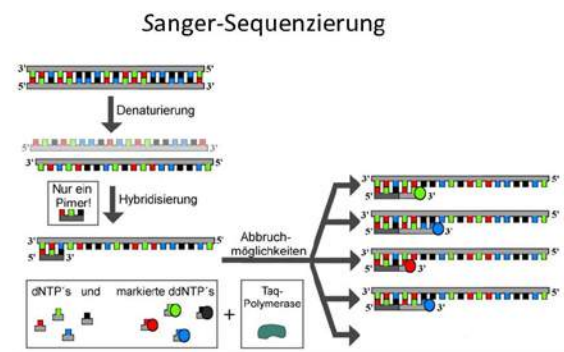 Sanger-Sequenzierung
3' 5'
5' 3'
Denaturierung
5' 3'
3' 5'
Nur ein
Pimer!
Hybridisierung
3' 5'
5' 3'
Abbruch-
möglichkeiten
dNTP´s und markierte ddNTP´s
+
Taq-
Polymerase
3' 5'
5' 3'
3' 5'
5' 3'
3' 5'
5' 3'
3' 5'
5' 3'